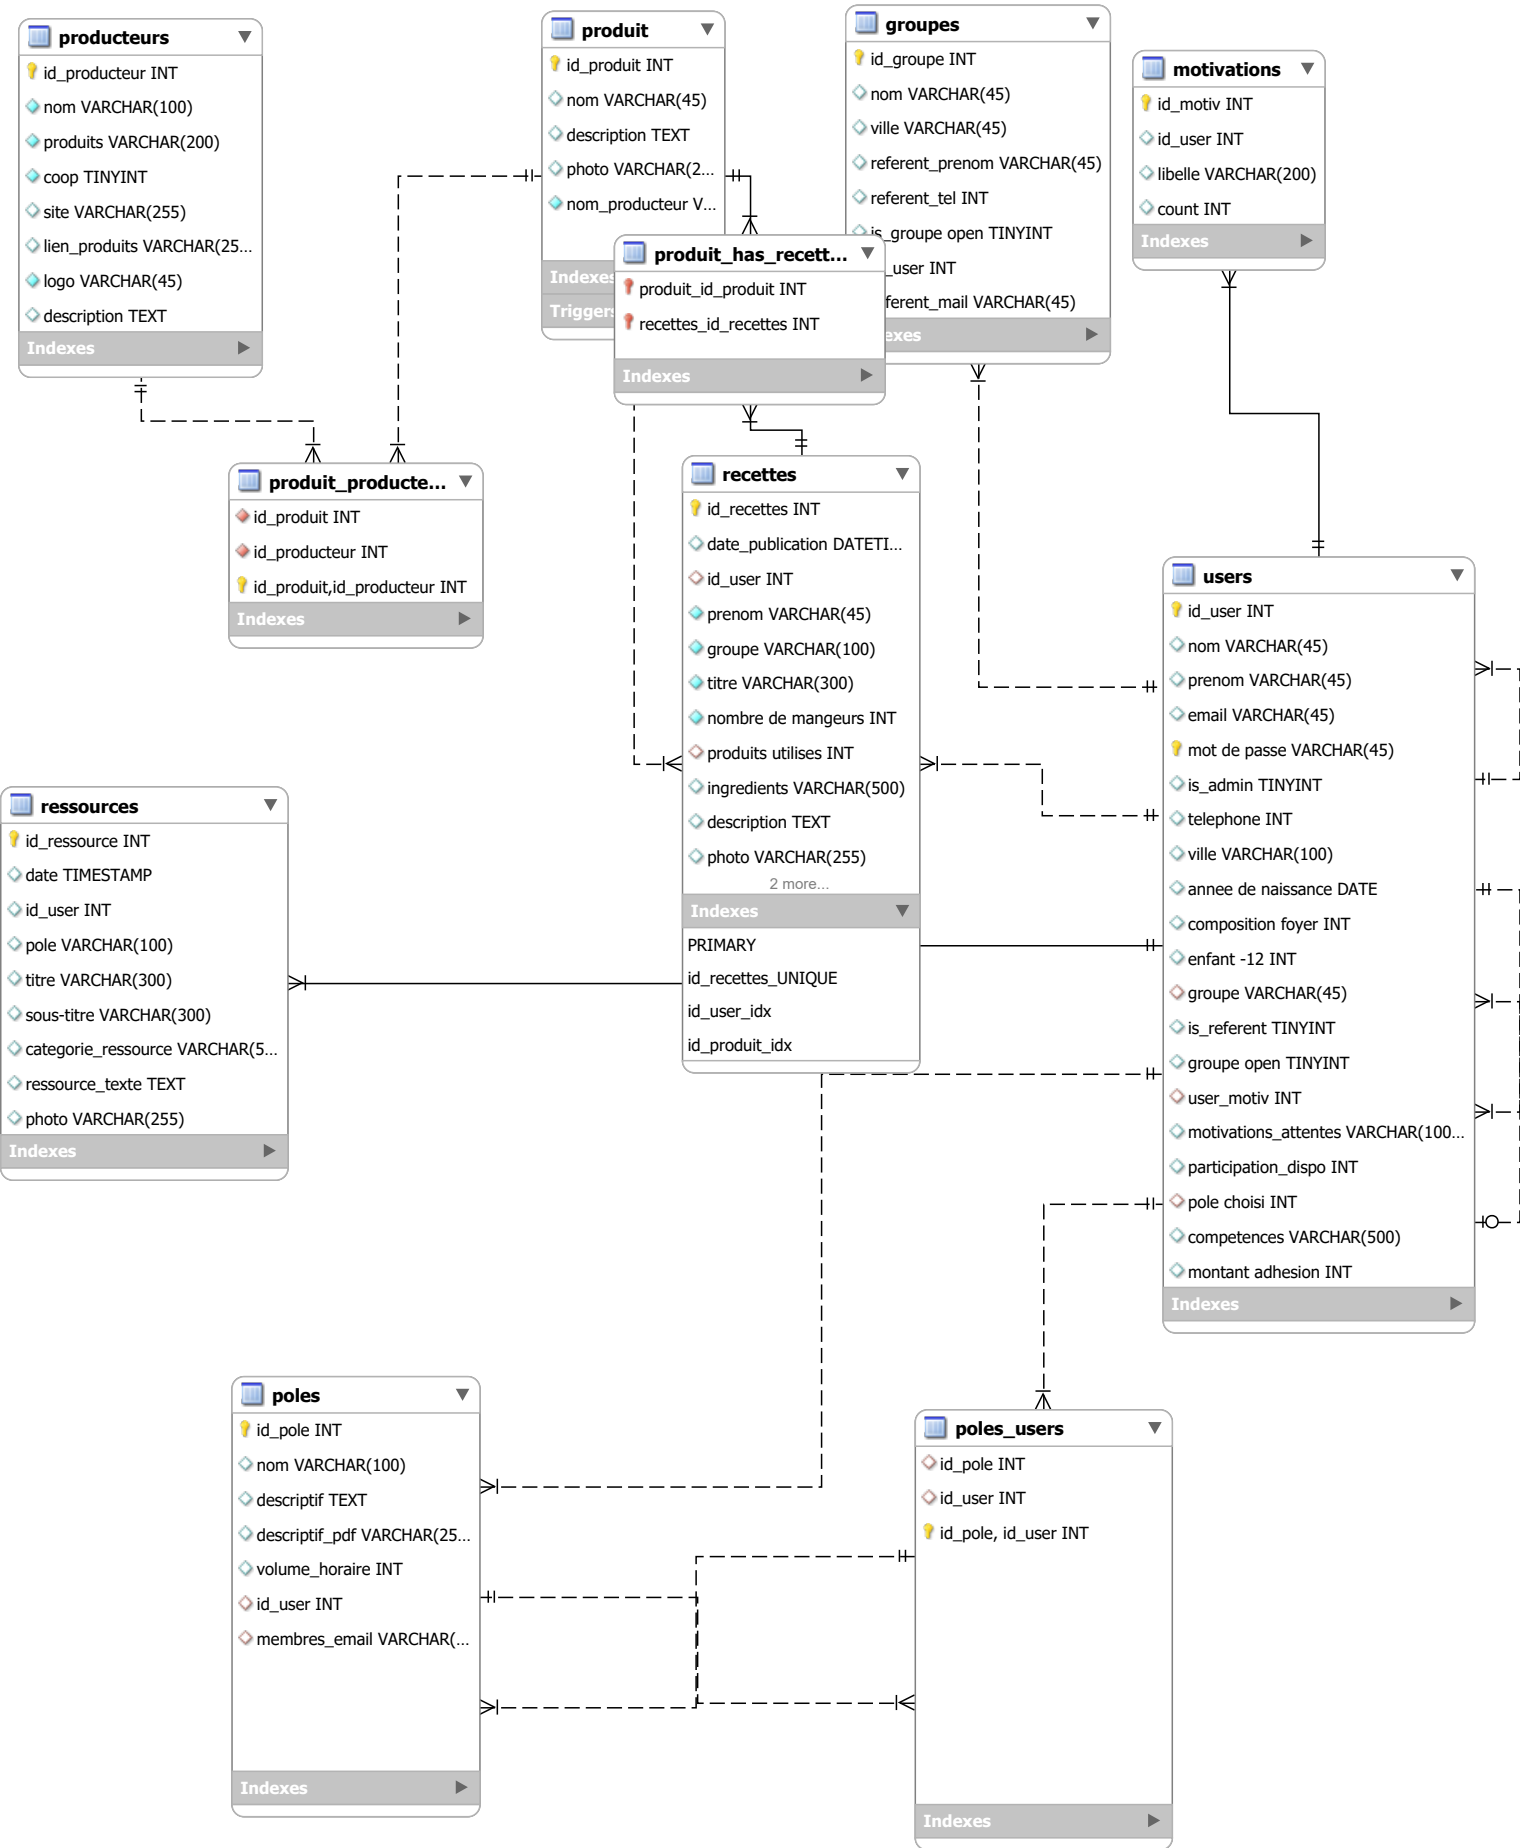 producteurs
id_producteur INT
nom VARCHAR(100)
produits VARCHAR(200)
coop TINYINT
site VARCHAR(255)
lien_produits VARCHAR(25...
logo VARCHAR(45)
description TEXT
Indexes
produit
id_produit INT
nom VARCHAR(45)
description TEXT
photo VARCHAR(2...
nom_producteur V...
Indexes
Triggers
groupes
id_groupe INT
nom VARCHAR(45)
ville VARCHAR(45)
referent_prenom VARCHAR(45)
referent_tel INT
is_groupe open TINYINT
_user INT
ferent_mail VARCHAR(45)
exes
motivations
id_motiv INT
id_user INT
libelle VARCHAR(200)
count INT
Indexes
produit_has_recett...
produit_id_produit INT
recettes_id_recettes INT
Indexes
produit_producte...
id_produit INT
id_producteur INT
id_produit,id_producteur INT
Indexes
recettes
id_recettes INT
date_publication DATETI...
id_user INT
prenom VARCHAR(45)
groupe VARCHAR(100)
titre VARCHAR(300)
nombre de mangeurs INT
produits utilises INT
ingredients VARCHAR(500)
description TEXT
photo VARCHAR(255)
2 more...
Indexes
PRIMARY
id_recettes_UNIQUE
id_user_idx
id_produit_idx
users
id_user INT
nom VARCHAR(45)
prenom VARCHAR(45)
email VARCHAR(45)
mot de passe VARCHAR(45)
is_admin TINYINT
telephone INT
ville VARCHAR(100)
annee de naissance DATE
composition foyer INT
enfant -12 INT
groupe VARCHAR(45)
is_referent TINYINT
groupe open TINYINT
user_motiv INT
motivations_attentes VARCHAR(100...
participation_dispo INT
pole choisi INT
competences VARCHAR(500)
montant adhesion INT
Indexes
ressources
id_ressource INT
date TIMESTAMP
id_user INT
pole VARCHAR(100)
titre VARCHAR(300)
sous-titre VARCHAR(300)
categorie_ressource VARCHAR(5...
ressource_texte TEXT
photo VARCHAR(255)
Indexes
poles
id_pole INT
nom VARCHAR(100)
descriptif TEXT
descriptif_pdf VARCHAR(25...
volume_horaire INT
id_user INT
membres_email VARCHAR(...
Indexes
poles_users
id_pole INT
id_user INT
id_pole, id_user INT
Indexes